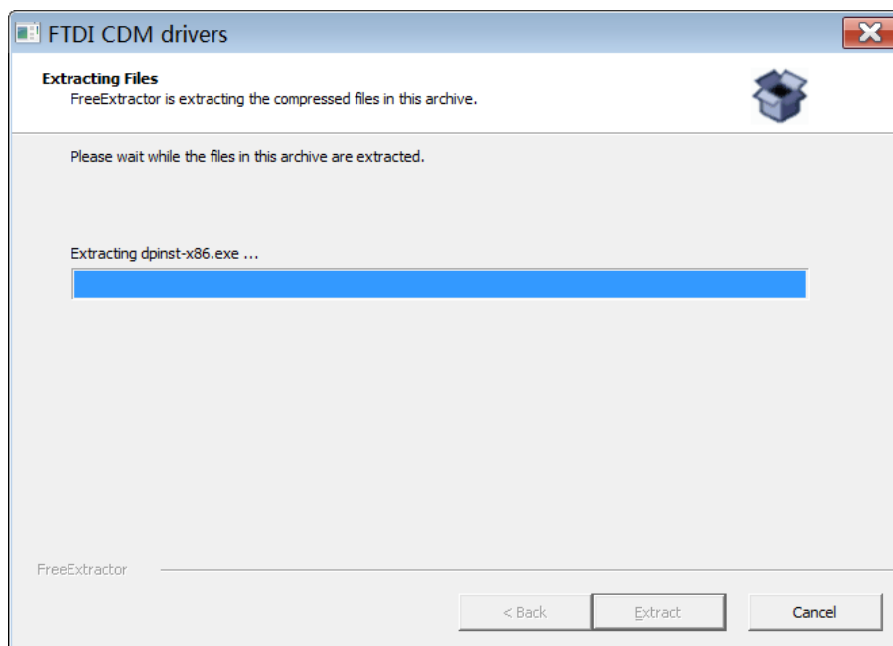 FTDI CDM drivers
Extracting Files
FreeExtractor is extracting the compressed files in this archive.
Please wait while the files in this archive are extracted.
Extracting dpinst-x86.exe ...
FreeExtractor
< Back
Extract
Cancel